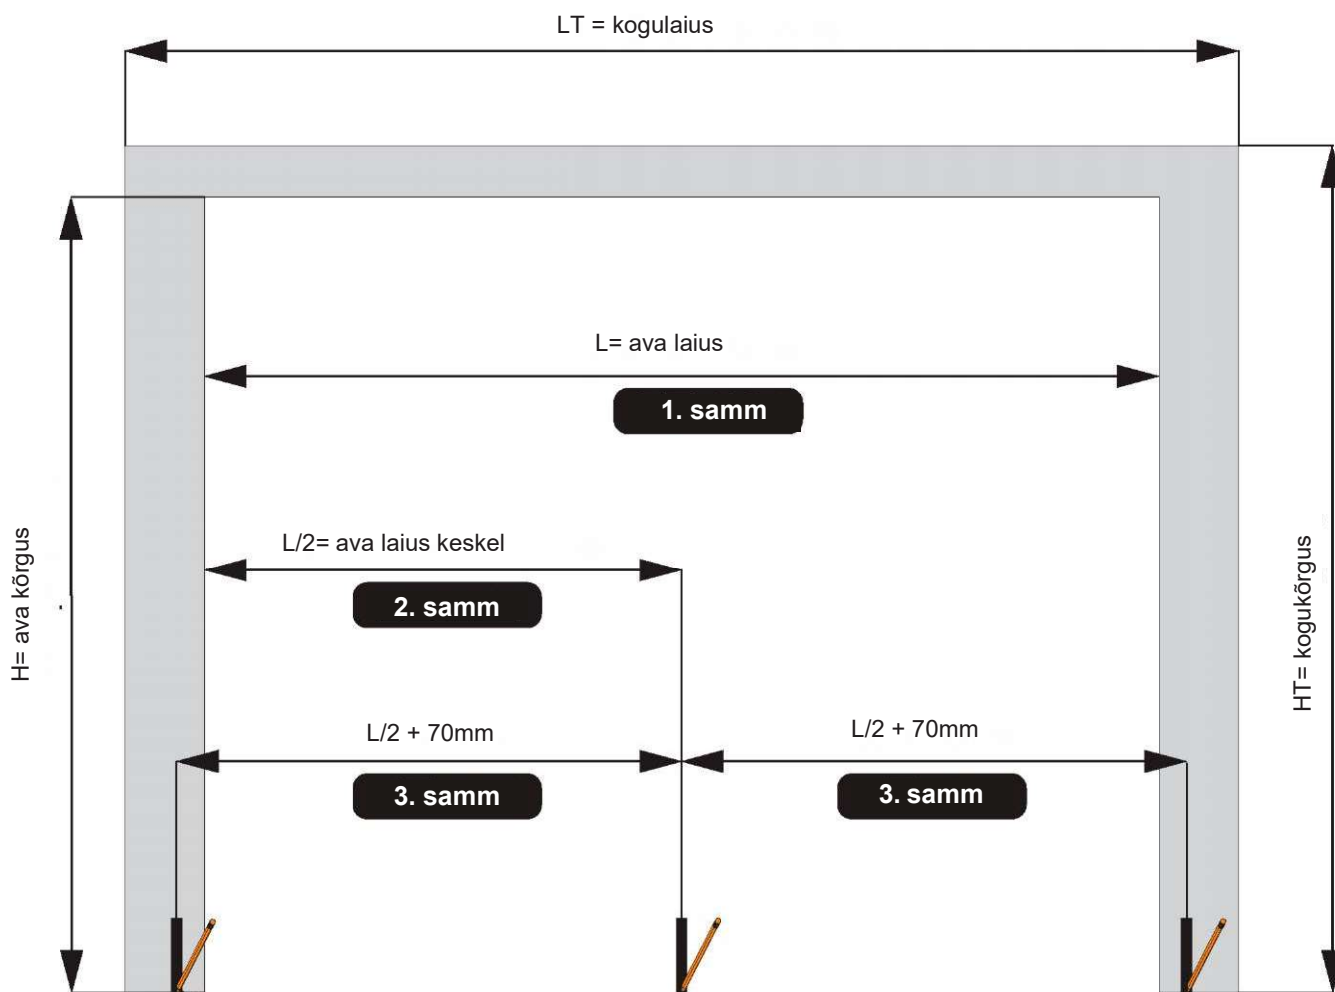 LT = kogulaius
L= ava laius
1. samm
L/2= ava laius keskel
2. samm
H= ava kõrgus
HT= kogukõrgus
L/2 + 70mm
L/2 + 70mm
3. samm
3. samm